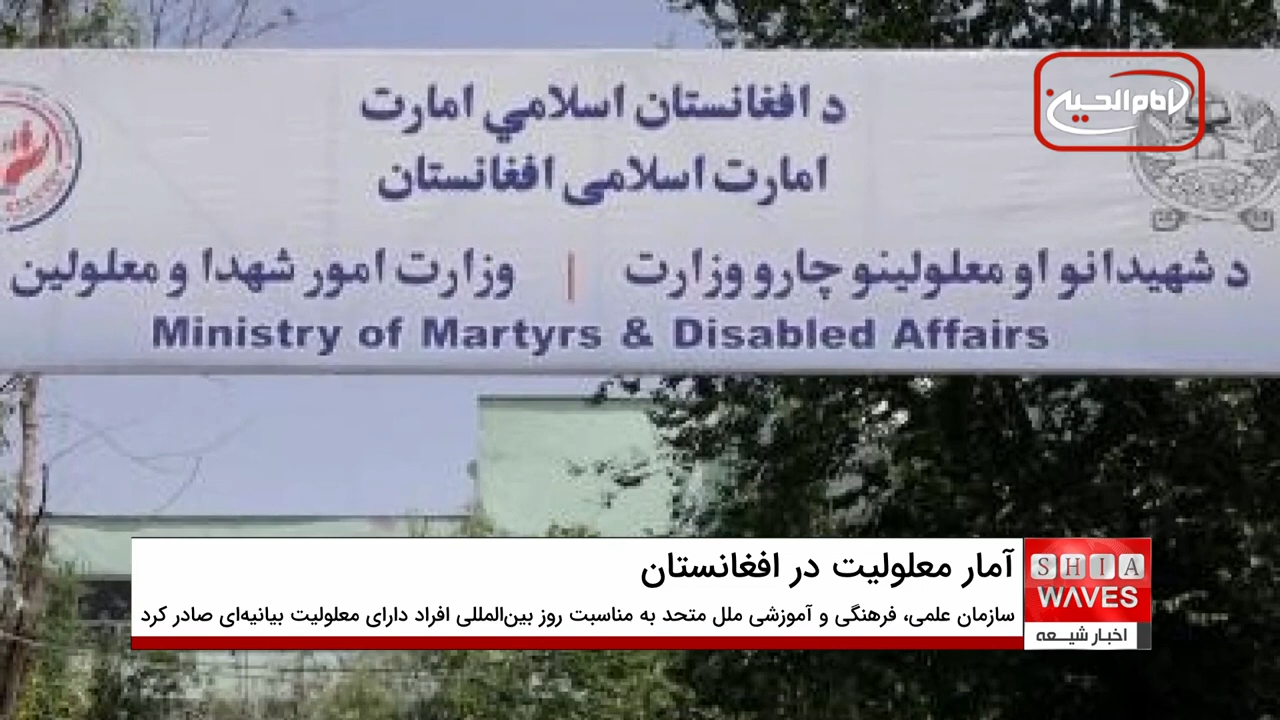 امام الحسین
د افغانستان اسلامي امارت
امارت اسلامی افغانستان
د شهیدانو او معلولینو چارو وزارت | وزارت امور شهدا و معلولین
Ministry of Martyrs & Disabled Affairs
آمار معلولیت در افغانستان
سازمان علمی، فرهنگی و آموزشی ملل متحد به مناسبت روز بین‌المللی افراد دارای معلولیت بیانیه‌ای صادر کرد
SHIA
WAVES
اخبار شیـعه